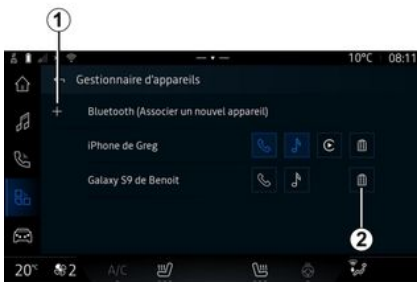 1
10°C 08:11
Gestionnaire d'appareils
Bluetooth (Associer un nouvel appareil)
iPhone de Greg
Galaxy S9 de Benoit
2
20° 2 A/C